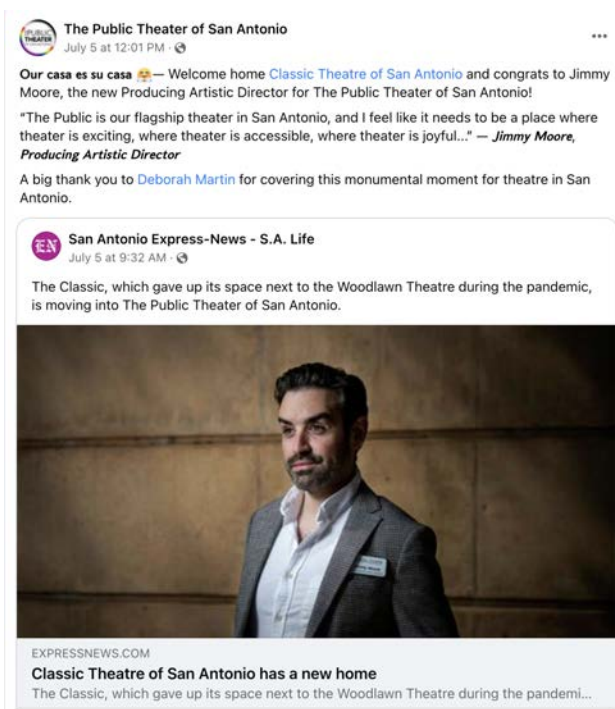 PUBLIC
THEATER
The Public Theater of San Antonio
July 5 at 12:01 PM ·
Our casa es su casa 🤗— Welcome home Classic Theatre of San Antonio and congrats to Jimmy
Moore, the new Producing Artistic Director for The Public Theater of San Antonio!
"The Public is our flagship theater in San Antonio, and I feel like it needs to be a place where
theater is exciting, where theater is accessible, where theater is joyful..." — Jimmy Moore,
Producing Artistic Director
A big thank you to Deborah Martin for covering this monumental moment for theatre in San
Antonio.
EN
San Antonio Express-News - S.A. Life
July 5 at 9:32 AM ·
The Classic, which gave up its space next to the Woodlawn Theatre during the pandemic,
is moving into The Public Theater of San Antonio.
EXPRESSNEWS.COM
Classic Theatre of San Antonio has a new home
The Classic, which gave up its space next to the Woodlawn Theatre during the pandemi...